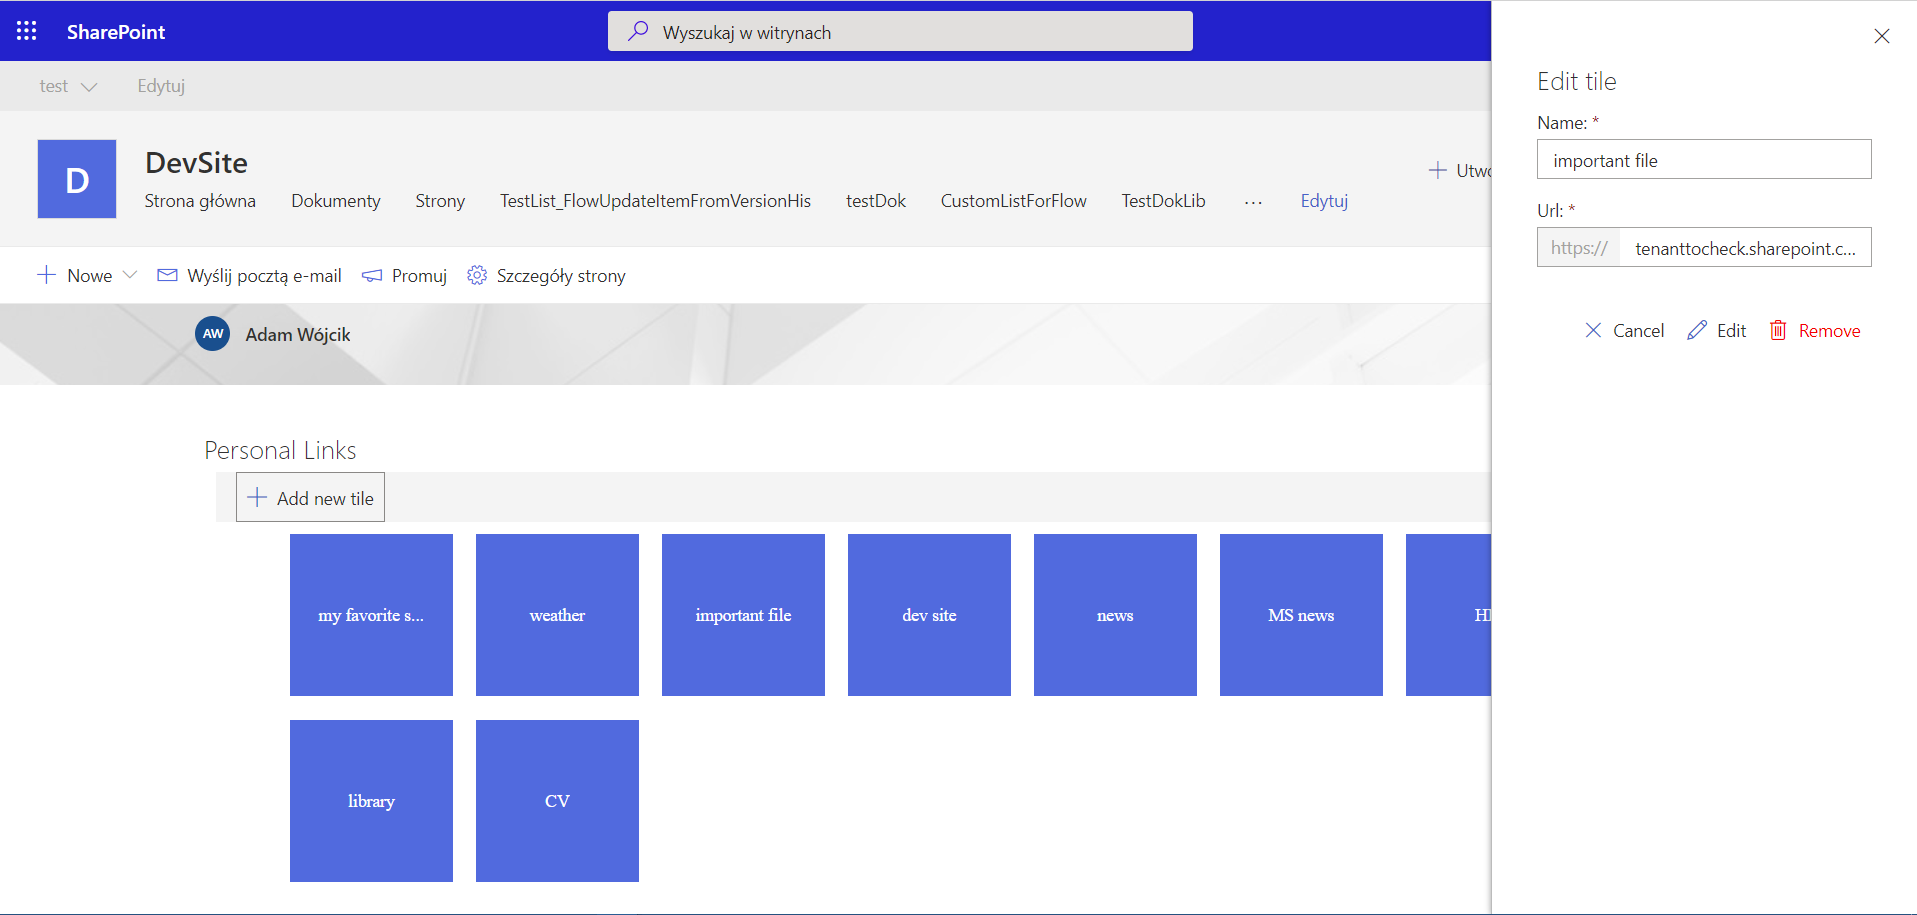 SharePoint
Wyszukaj w witrynach
test
Edytuj
D
DevSite
Strona główna Dokumenty Strony TestList_FlowUpdateItemFromVersionHis testDok CustomListForFlow TestDokLib ... Edytuj
+ Utwo
+ Nowe Wyślij pocztą e-mail Promuj Szczegóły strony
AW Adam Wójcik
Personal Links
+ Add new tile
my favorite s...
weather
important file
dev site
news
MS news
library
CV
Edit tile
Name: *
important file
Url: *
https:// tenanttocheck.sharepoint.c...
Cancel Edit Remove